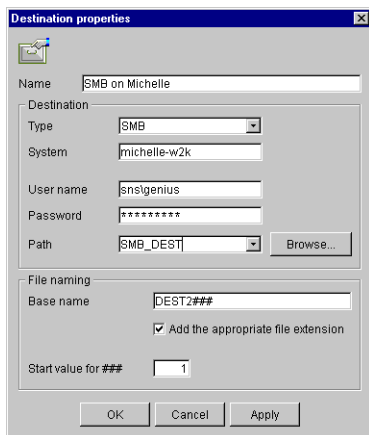 Destination properties
Name SMB on Michelle
Destination
Type SMB
System michelle-w2k
User name sns\genius
Password *********
Path SMB_DEST Browse...
File naming
Base name DEST2###
Add the appropriate file extension
Start value for ### 1
OK Cancel Apply